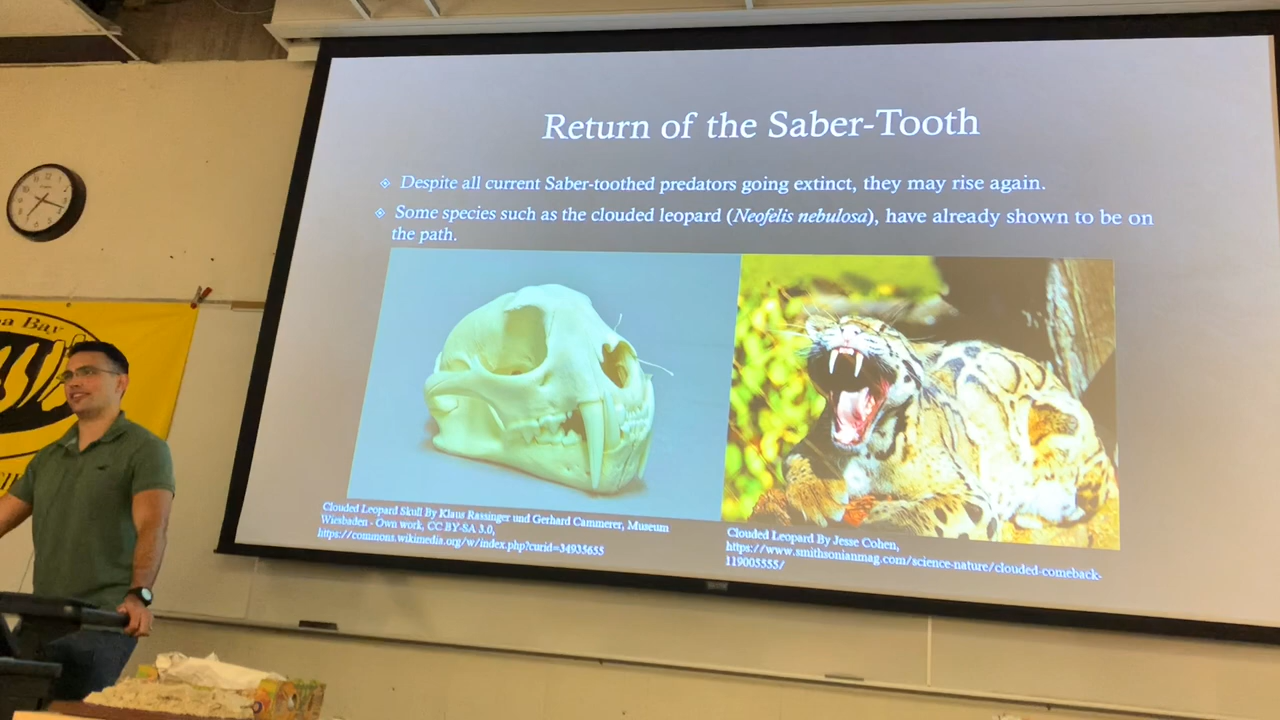 Return of the Saber-Tooth
Despite all current Saber-toothed predators going extinct, they may rise again.
Some species such as the clouded leopard (Neofelis nebulosa), have already shown to be on
the path.
Clouded Leopard Skull By Klaus Rassinger und Gerhard Cammerer, Museum
Wiesbaden - Own work, CC BY-SA 3.0,
https://commons.wikimedia.org/w/index.php?curid=34935655
Clouded Leopard By Jesse Cohen,
https://www.smithsonianmag.com/science-nature/clouded-comeback-
119005555/
Bay